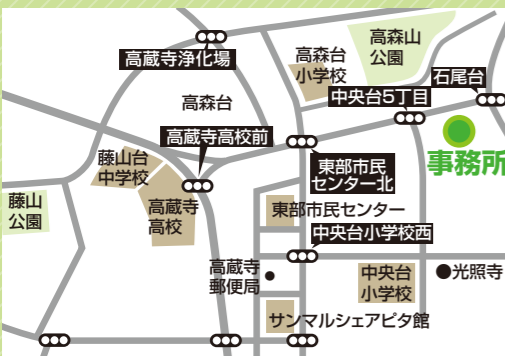 高森山
公園
高森台
小学校
高蔵寺浄化場
石尾台
中央台5丁目
高森台
高蔵寺高校前
事務所
東部市民
センター北
藤山台
中学校
藤山
公園
高蔵寺
高校
東部市民センター
中央台小学校西
高蔵寺
郵便局
中央台
小学校
光照寺
サンマルシェアピタ館